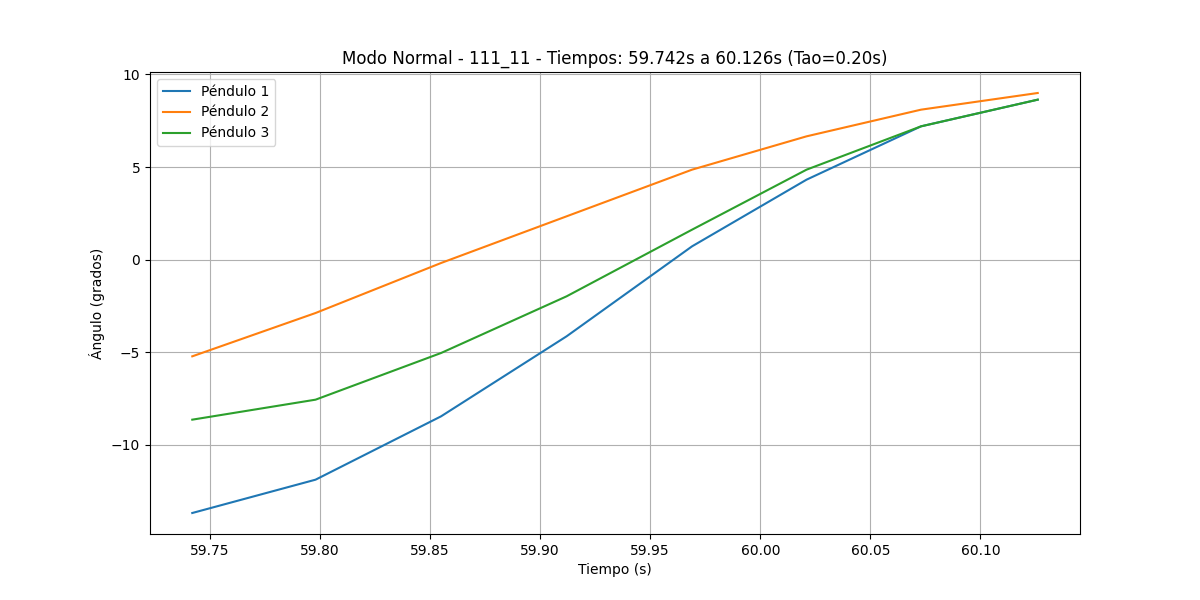 Modo Normal - 111_11 - Tiempos: 59.742s a 60.126s (Tao=0.20s)
Péndulo 1
Péndulo 2
Péndulo 3
Ángulo (grados)
10
5
0
−5
−10
59.75 59.80 59.85 59.90 59.95 60.00 60.05 60.10
Tiempo (s)